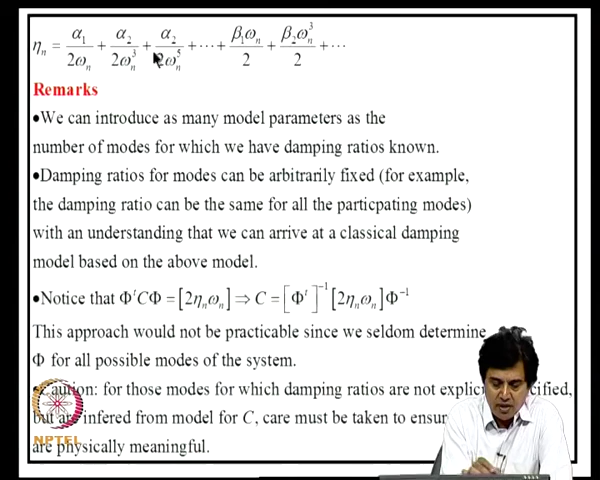 η_n = α_1/2ω_n + α_2/2ω_n^3 + α_2/2ω_n^5 + ··· + β_1ω_n/2 + β_2ω_n^3/2 + ···
Remarks
•We can introduce as many model parameters as the
number of modes for which we have damping ratios known.
•Damping ratios for modes can be arbitrarily fixed (for example,
the damping ratio can be the same for all the particpating modes)
with an understanding that we can arrive at a classical damping
model based on the above model.
•Notice that Φ^t CΦ = [2η_nω_n] ⇒ C = [Φ^t]^-1 [2η_nω_n]Φ^-1
This approach would not be practicable since we seldom determine
Φ for all possible modes of the system.
for those modes for which damping ratios are not
but are infered from model for C, care must be taken to
are physically meaningful.
NPTEL